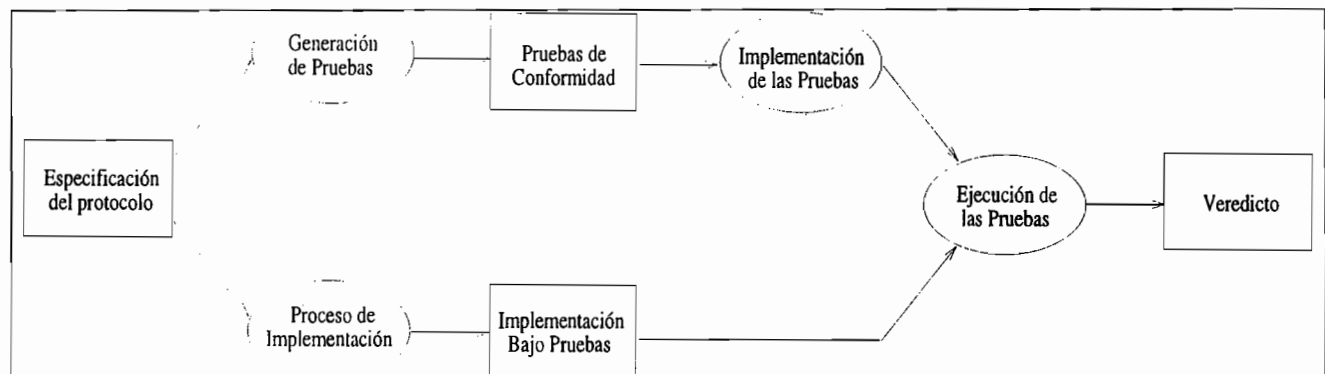 Generación
de Pruebas
Pruebas de
Conformidad
Implementación
de las Pruebas
Especificación
del protocolo
Ejecución de
las Pruebas
Veredicto
Proceso de
Implementación
Implementación
Bajo Pruebas